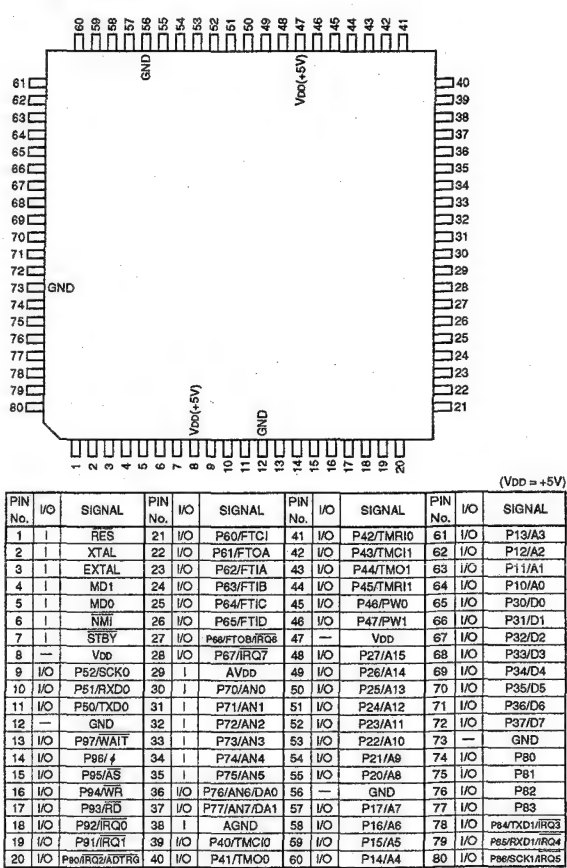 60 59 58 57 56 55 54 53 52 51 50 49 48 47 46 45 44 43 42 41
GND VDD(+5V)
61 40
62 39
63 38
64 37
65 36
66 35
67 34
68 33
69 32
70 31
71 30
72 29
73 GND 28
74 27
75 26
76 25
77 24
78 23
79 22
80 21
VDD(+5V) GND
1 2 3 4 5 6 7 8 9 10 11 12 13 14 15 16 17 18 19 20
(VDD = +5V)
PIN No. I/O SIGNAL PIN No. I/O SIGNAL PIN No. I/O SIGNAL PIN No. I/O SIGNAL
1 I RES 21 I/O P60/FTCI 41 I/O P42/TMRI0 61 I/O P13/A3
2 I XTAL 22 I/O P61/FTOA 42 I/O P43/TMCI1 62 I/O P12/A2
3 I EXTAL 23 I/O P62/FTIA 43 I/O P44/TMO1 63 I/O P11/A1
4 I MD1 24 I/O P63/FTIB 44 I/O P45/TMRI1 64 I/O P10/A0
5 I MD0 25 I/O P64/FTIC 45 I/O P46/PW0 65 I/O P30/D0
6 I NMI 26 I/O P65/FTID 46 I/O P47/PW1 66 I/O P31/D1
7 I STBY 27 I/O P66/FTOB/IRQ6 47 — VDD 67 I/O P32/D2
8 — VDD 28 I/O P67/IRQ7 48 I/O P27/A15 68 I/O P33/D3
9 I/O P52/SCK0 29 I AVDD 49 I/O P26/A14 69 I/O P34/D4
10 I/O P51/RXD0 30 I P70/AN0 50 I/O P25/A13 70 I/O P35/D5
11 I/O P50/TXD0 31 I P71/AN1 51 I/O P24/A12 71 I/O P36/D6
12 — GND 32 I P72/AN2 52 I/O P23/A11 72 I/O P37/D7
13 I/O P97/WAIT 33 I P73/AN3 53 I/O P22/A10 73 — GND
14 I/O P96/ϕ 34 I P74/AN4 54 I/O P21/A9 74 I/O P80
15 I/O P95/AS 35 I P75/AN5 55 I/O P20/A8 75 I/O P81
16 I/O P94/WR 36 I/O P76/AN6/DA0 56 — GND 76 I/O P82
17 I/O P93/RD 37 I/O P77/AN7/DA1 57 I/O P17/A7 77 I/O P83
18 I/O P92/IRQ0 38 I AGND 58 I/O P16/A6 78 I/O P84/TXD1/IRQ3
19 I/O P91/IRQ1 39 I/O P40/TMCI0 59 I/O P15/A5 79 I/O P85/RXD1/IRQ4
20 I/O P90/IRQ2/ADTRG 40 I/O P41/TMO0 60 I/O P14/A4 80 I/O P86/SCK1/IRQ5